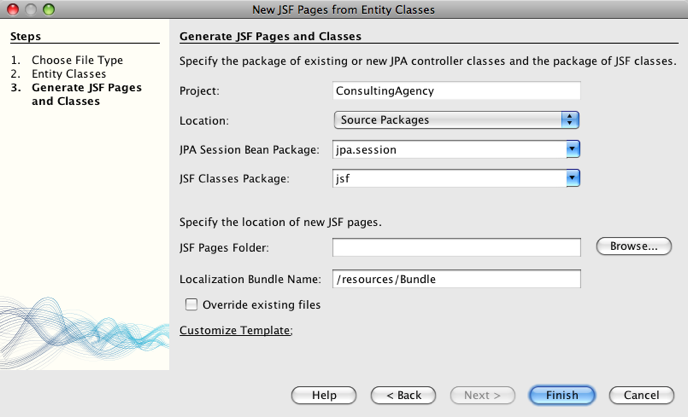 New JSF Pages from Entity Classes
Steps
1. Choose File Type
2. Entity Classes
3. Generate JSF Pages
and Classes
Generate JSF Pages and Classes
Specify the package of existing or new JPA controller classes and the package of JSF classes.
Project: ConsultingAgency
Location: Source Packages
JPA Session Bean Package: jpa.session
JSF Classes Package: jsf
Specify the location of new JSF pages.
JSF Pages Folder: Browse...
Localization Bundle Name: /resources/Bundle
Override existing files
Customize Template:
Help < Back Next > Finish Cancel